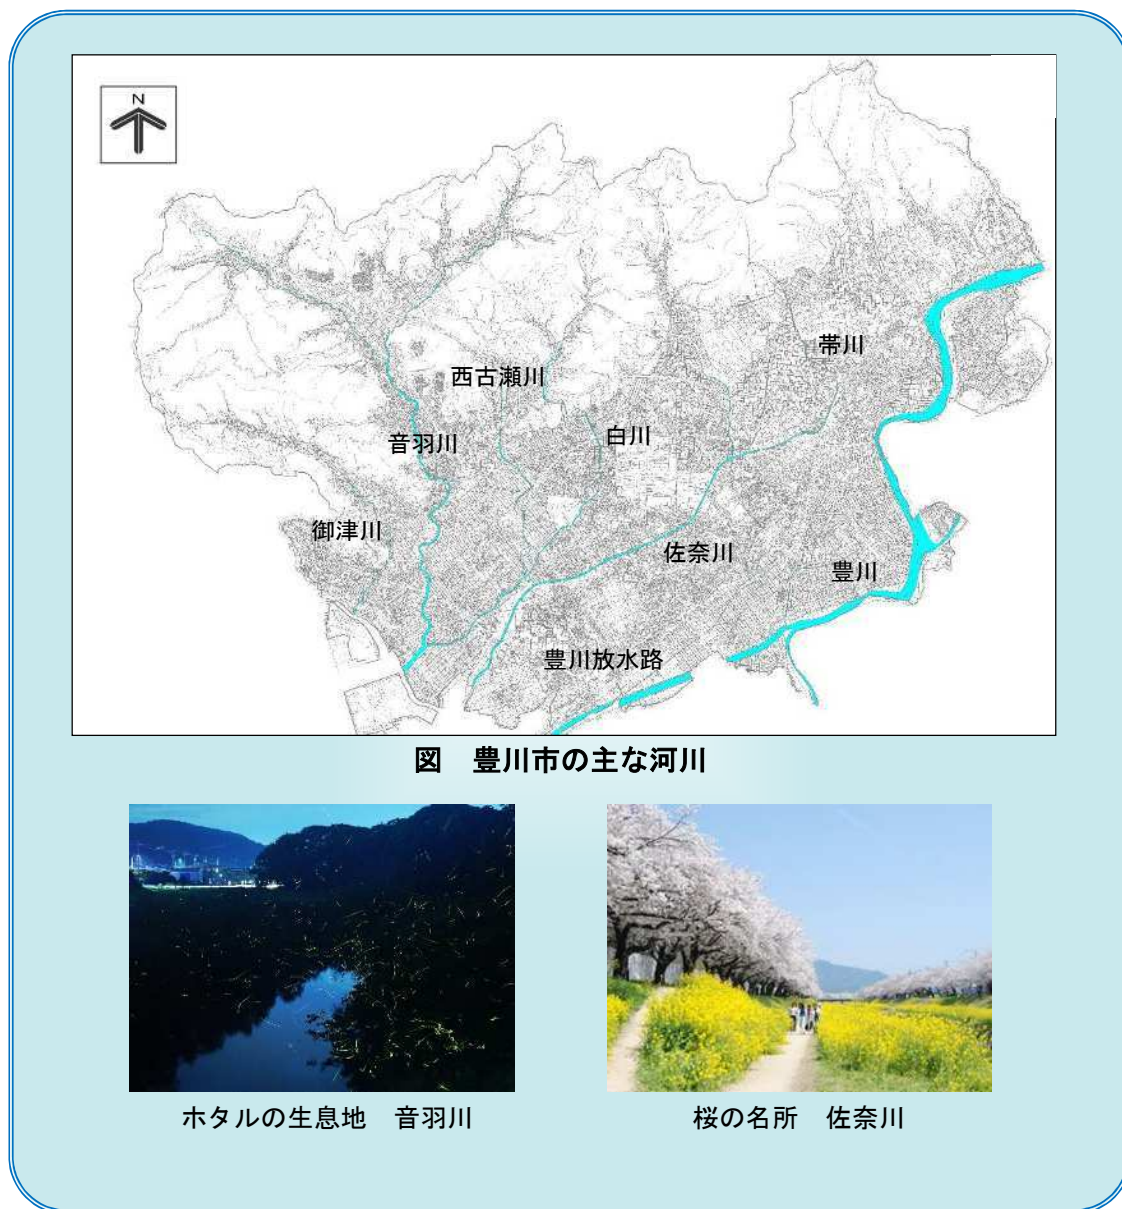 N
帯川
西古瀬川
白川
音羽川
御津川
佐奈川
豊川
豊川放水路
図　豊川市の主な河川
ホタルの生息地　音羽川
桜の名所　佐奈川